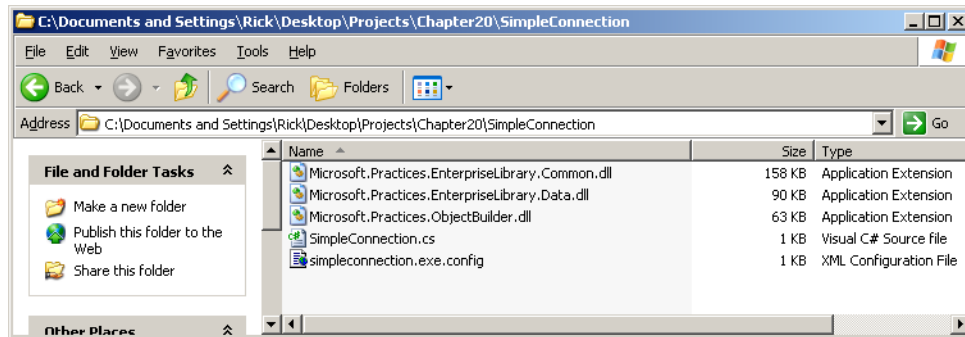 C:\Documents and Settings\Rick\Desktop\Projects\Chapter20\SimpleConnection
File Edit View Favorites Tools Help
Back Search Folders
Address C:\Documents and Settings\Rick\Desktop\Projects\Chapter20\SimpleConnection Go
File and Folder Tasks
Make a new folder
Publish this folder to the
Web
Share this folder
Other Places
Name Size Type
Microsoft.Practices.EnterpriseLibrary.Common.dll 158 KB Application Extension
Microsoft.Practices.EnterpriseLibrary.Data.dll 90 KB Application Extension
Microsoft.Practices.ObjectBuilder.dll 63 KB Application Extension
SimpleConnection.cs 1 KB Visual C# Source file
simpleconnection.exe.config 1 KB XML Configuration File